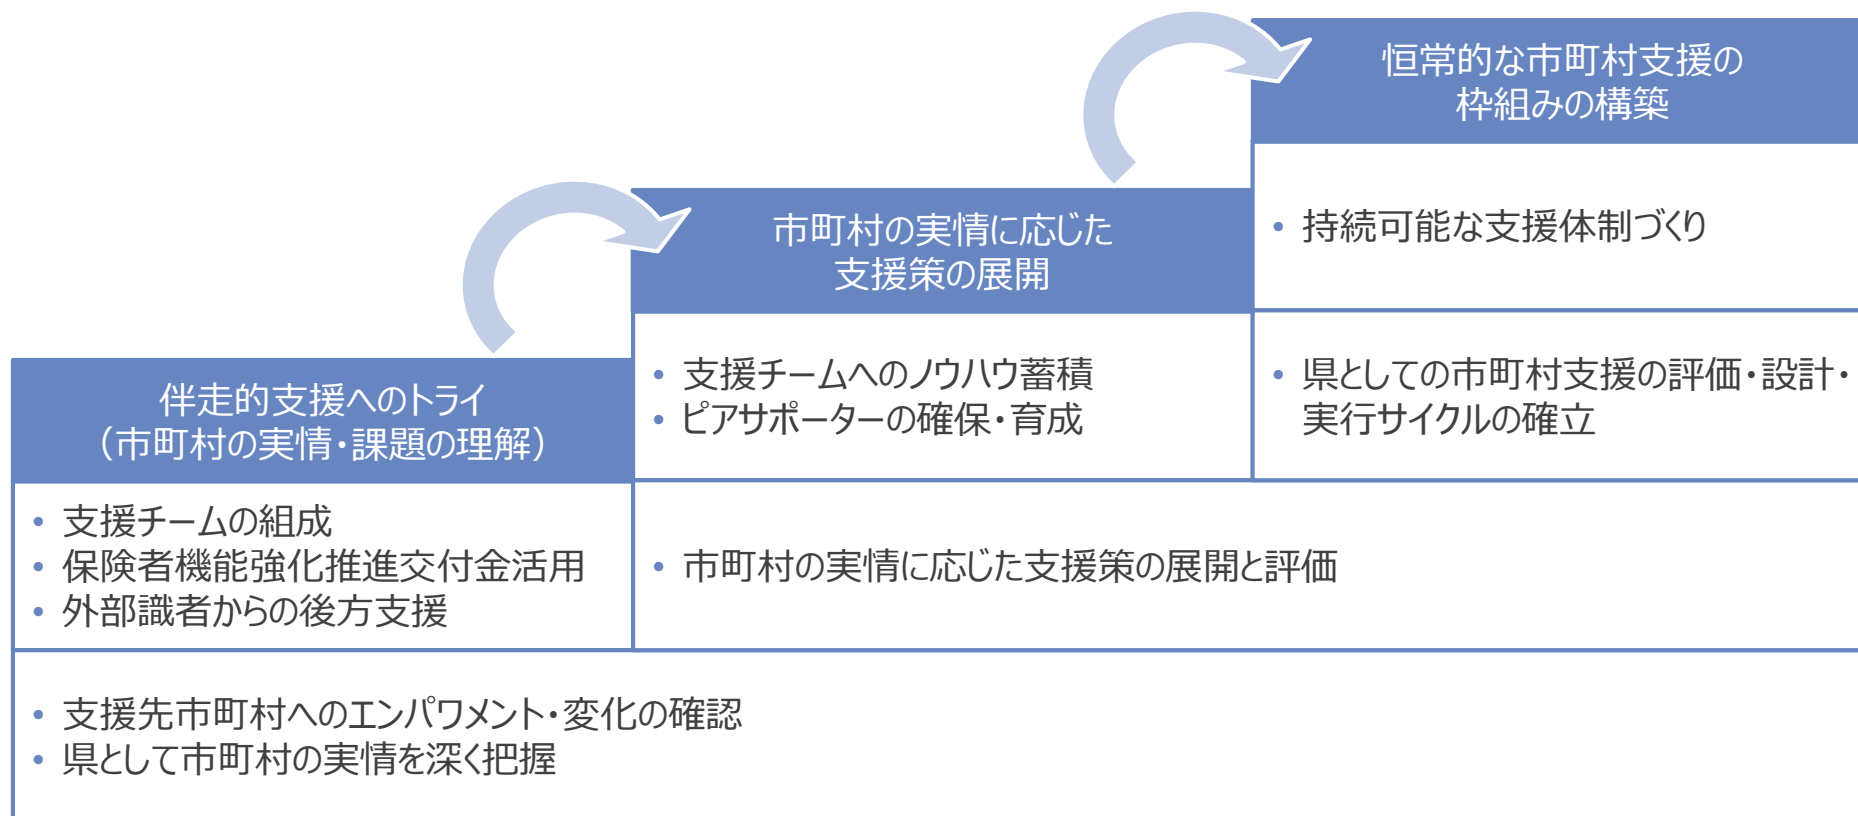 伴走的支援へのトライ
（市町村の実情・課題の理解）
• 支援チームの組成
• 保険者機能強化推進交付金活用
• 外部識者からの後方支援
市町村の実情に応じた
支援策の展開
• 支援チームへのノウハウ蓄積
• ピアサポーターの確保・育成
恒常的な市町村支援の
枠組みの構築
• 持続可能な支援体制づくり
• 県としての市町村支援の評価・設計・
実行サイクルの確立
• 市町村の実情に応じた支援策の展開と評価
• 支援先市町村へのエンパワメント・変化の確認
• 県として市町村の実情を深く把握